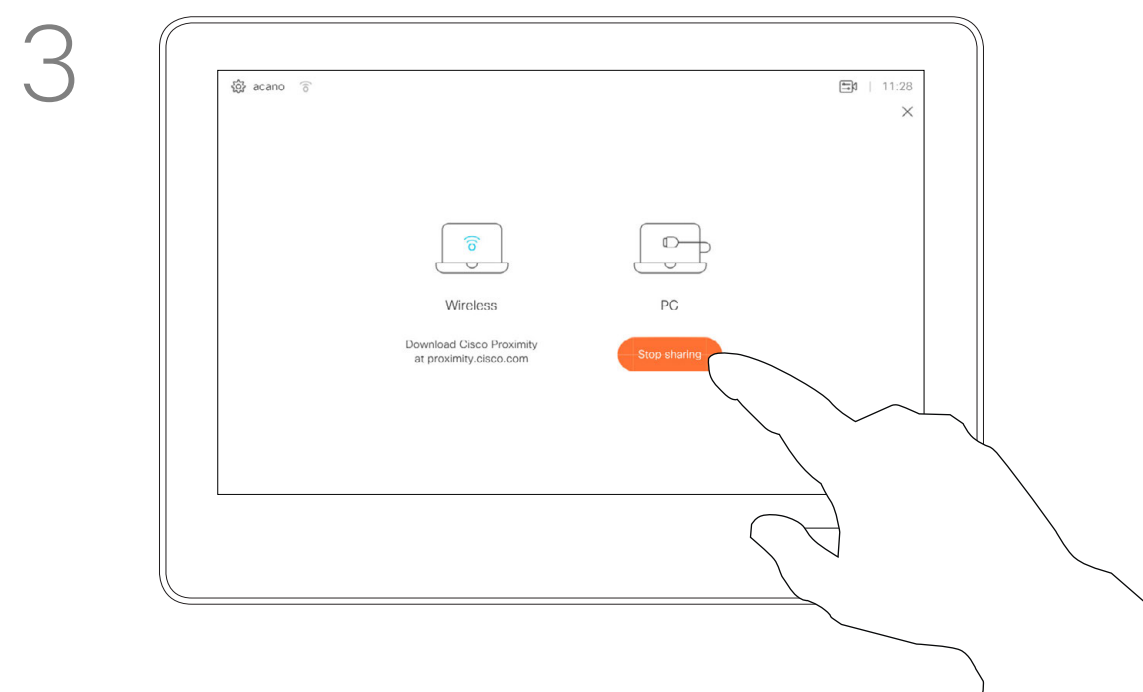 3
acano
11:28
Wireless
PC
Download Cisco Proximity
at proximity.cisco.com
Stop sharing